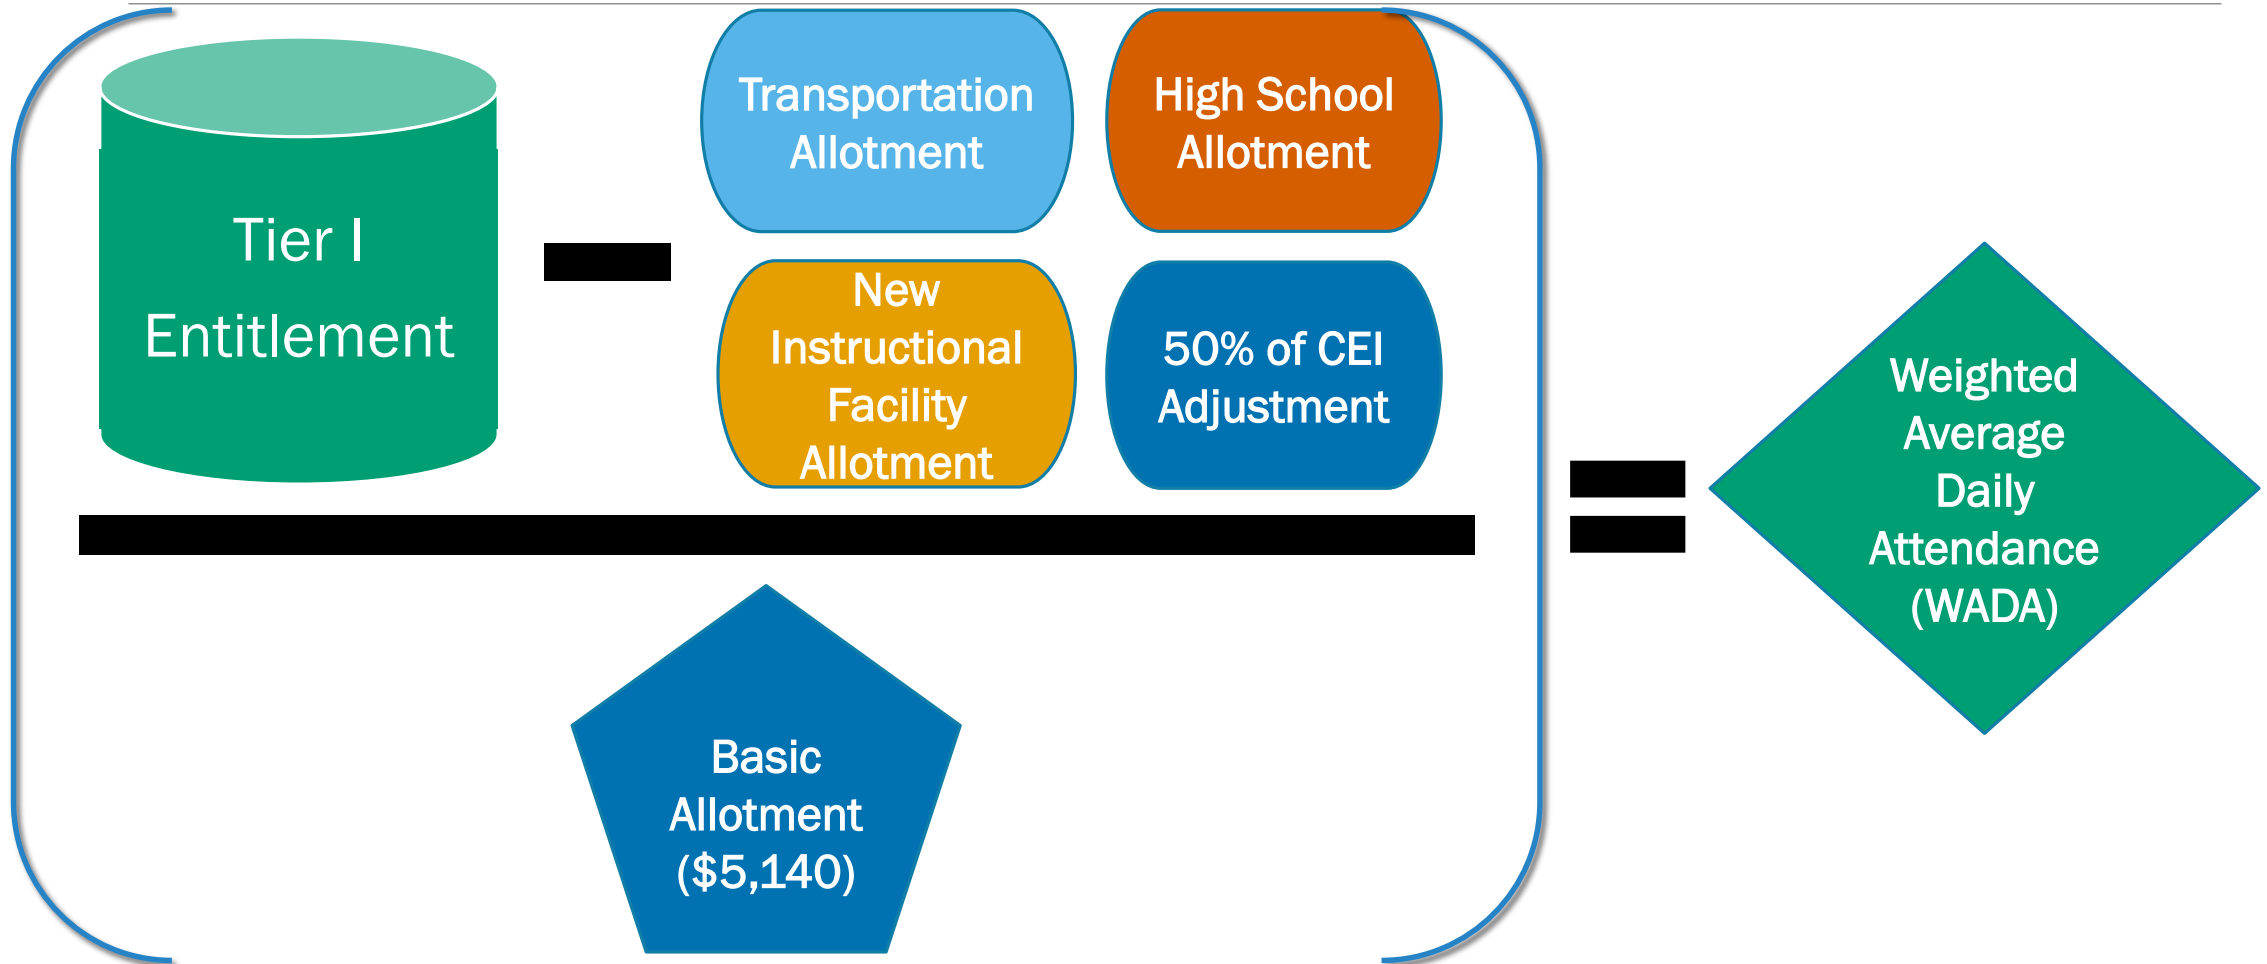 Tier I
Entitlement
Transportation
Allotment
High School
Allotment
New
Instructional
Facility
Allotment
50% of CEI
Adjustment
Basic
Allotment
($5,140)
Weighted
Average
Daily
Attendance
(WADA)